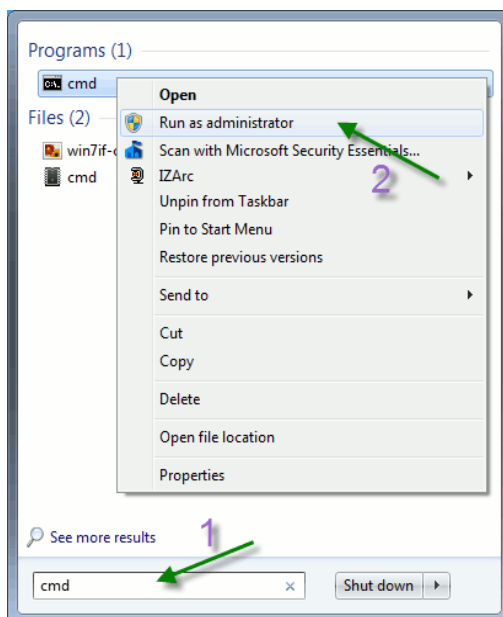 Programs (1)
cmd
Open
Files (2)
Run as administrator
win7if-
Scan with Microsoft Security Essentials...
2
cmd
IZArc
Unpin from Taskbar
Pin to Start Menu
Restore previous versions
Send to
Cut
Copy
Delete
Open file location
Properties
See more results
1
cmd
Shut down